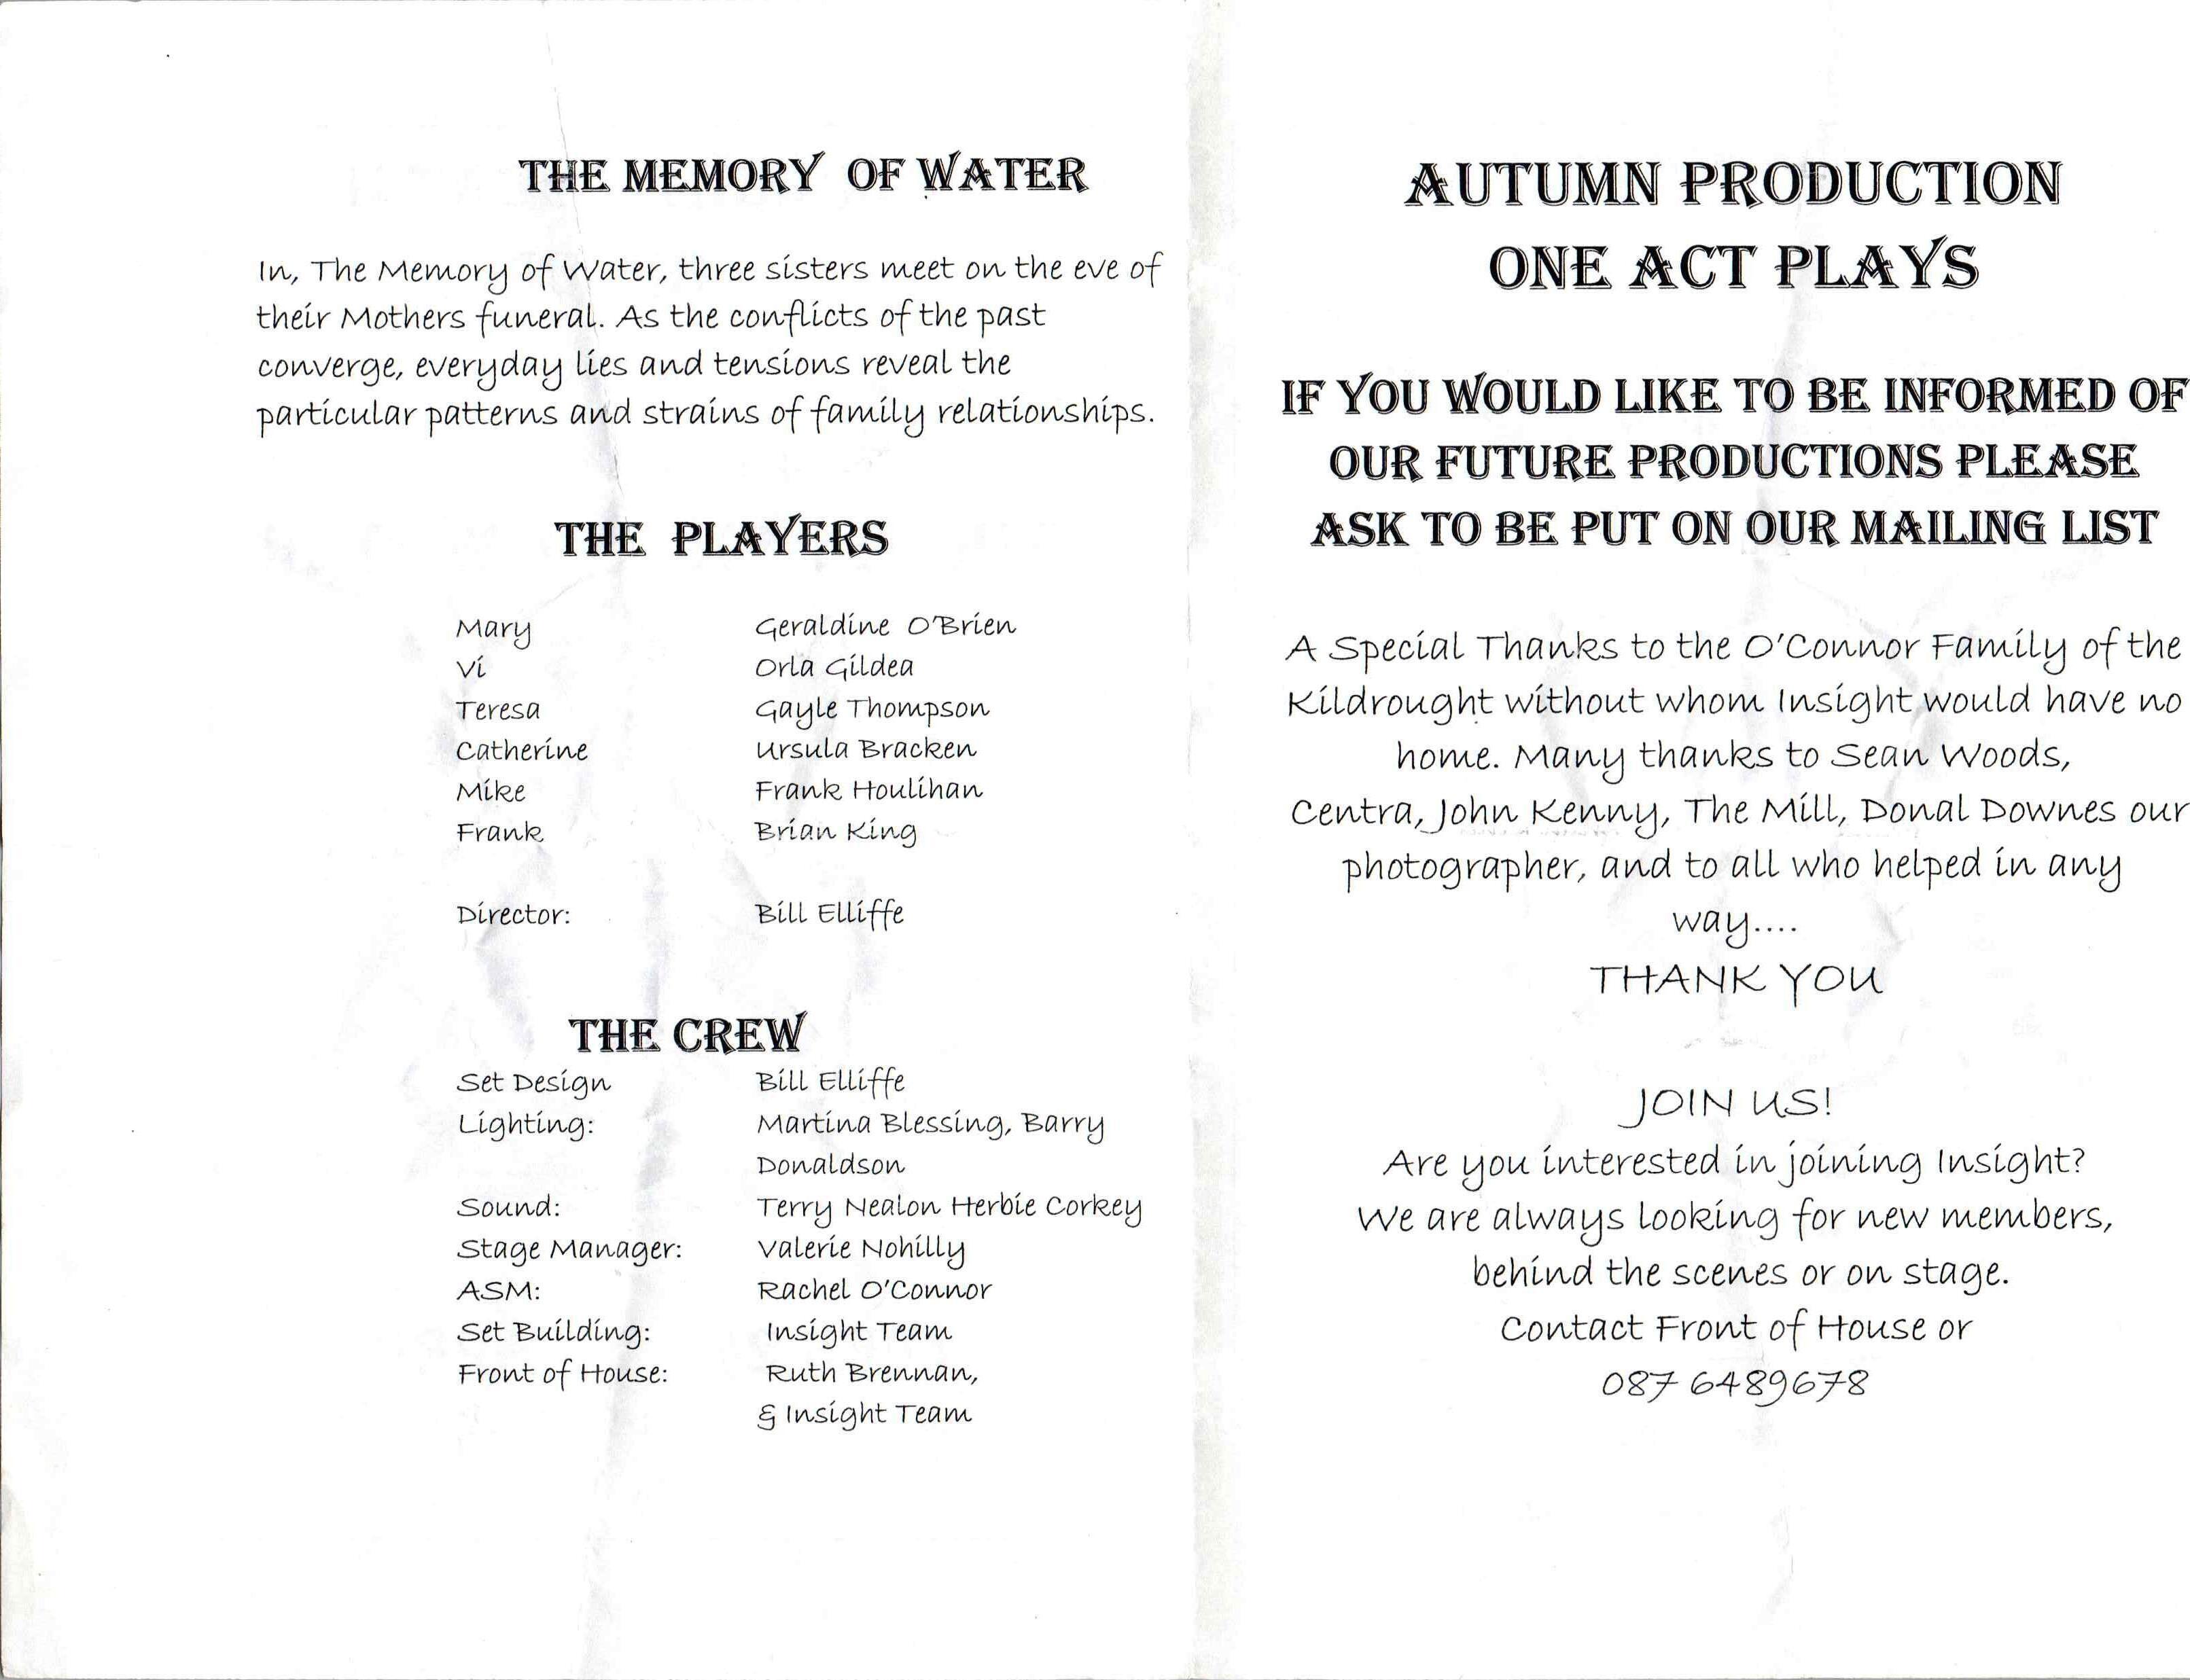 THE MEMORY OF WATER
In, The Memory of Water, three sisters meet on the eve of
their Mothers funeral. As the conflicts of the past
converge, everyday lies and tensions reveal the
particular patterns and strains of family relationships.
THE PLAYERS
Mary Geraldine O'Brien
Vi Orla Gildea
Teresa Gayle Thompson
Catherine Ursula Bracken
Mike Frank Houlihan
Frank Brian King
Director: Bill Elliffe
THE CREW
Set Design Bill Elliffe
Lighting: Martina Blessing, Barry
Donaldson
Sound: Terry Nealon Herbie Corkey
Stage Manager: Valerie Nohilly
ASM: Rachel O'Connor
Set Building: Insight Team
Front of House: Ruth Brennan,
& Insight Team
AUTUMN PRODUCTION
ONE ACT PLAYS
IF YOU WOULD LIKE TO BE INFORMED OF
OUR FUTURE PRODUCTIONS PLEASE
ASK TO BE PUT ON OUR MAILING LIST
A Special Thanks to the O'Connor Family of the
Kildrought without whom Insight would have no
home. Many thanks to Sean Woods,
Centra, John Kenny, The Mill, Donal Downes our
photographer, and to all who helped in any
way....
THANK YOU
JOIN US!
Are you interested in joining Insight?
We are always looking for new members,
behind the scenes or on stage.
Contact Front of House or
087 6489678